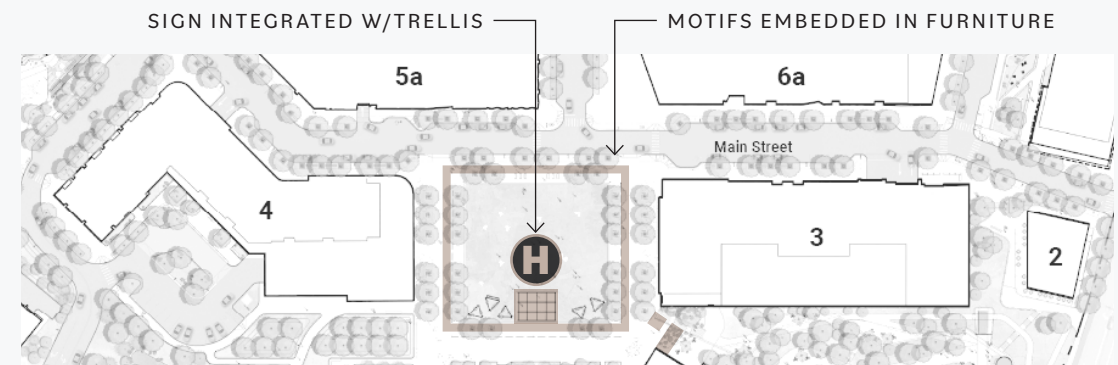 SIGN INTEGRATED W/TRELLIS
MOTIFS EMBEDDED IN FURNITURE
5a
6a
Main Street
4
3
2
H